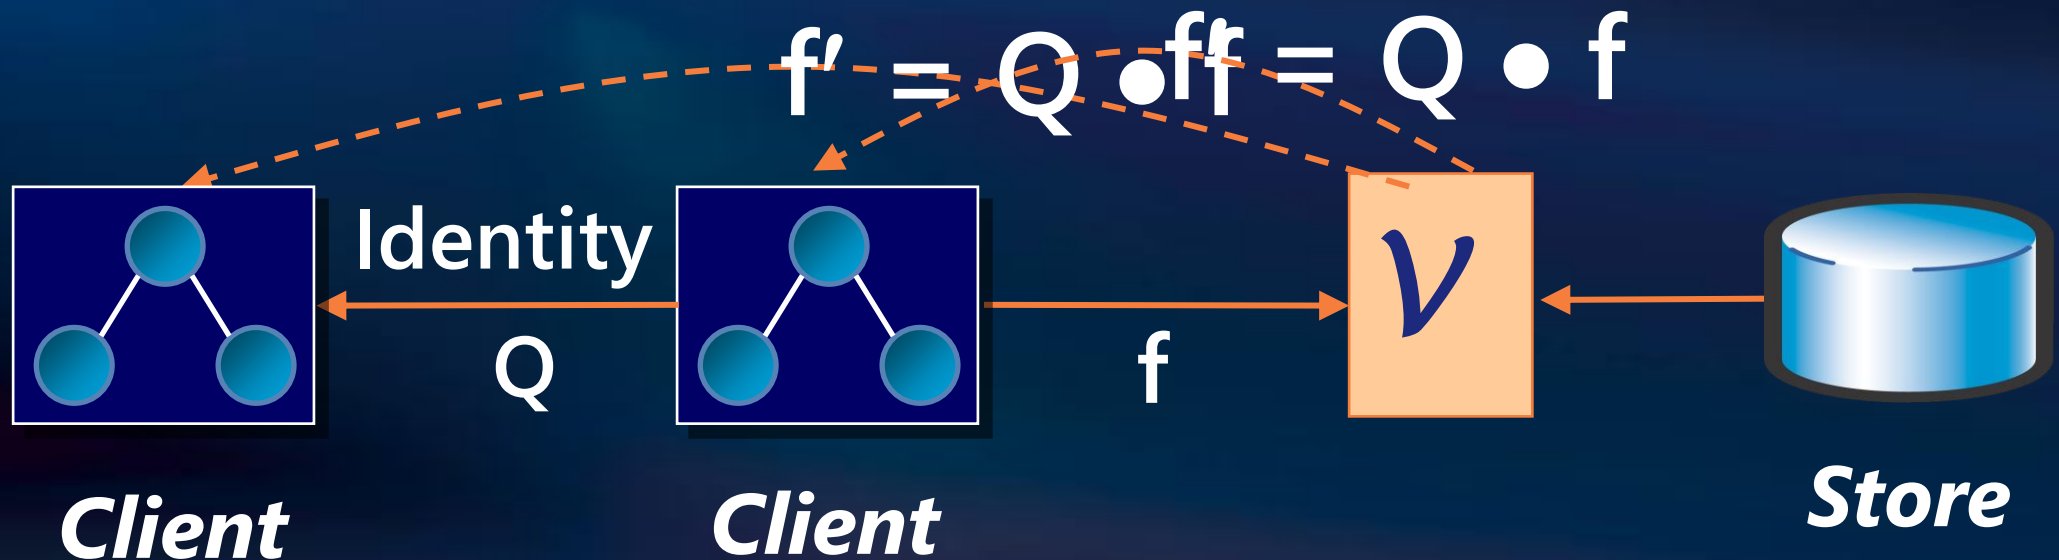 f′ = Q • f
f′ = Q • f
Identity
Q
f
V
Client
Client
Store